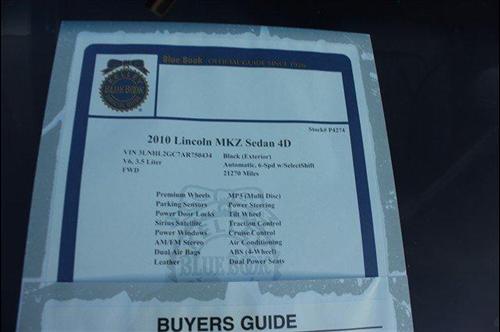 Blue Book OFFICIAL GUIDE SINCE 1926
KELLEY
BLUE BOOK
Stock# P4274
2010 Lincoln MKZ Sedan 4D
VIN 3LNHL2GC7AR750434 Black (Exterior)
V6, 3.5 Liter Automatic, 6-Spd w/SelectShift
FWD 21270 Miles
Premium Wheels MP3 (Multi Disc)
Parking Sensors Power Steering
Power Door Locks Tilt Wheel
Sirius Satellite Traction Control
Power Windows Cruise Control
AM/FM Stereo Air Conditioning
Dual Air Bags ABS (4-Wheel)
Leather Dual Power Seats
BLUE BOOK
BUYERS GUIDE